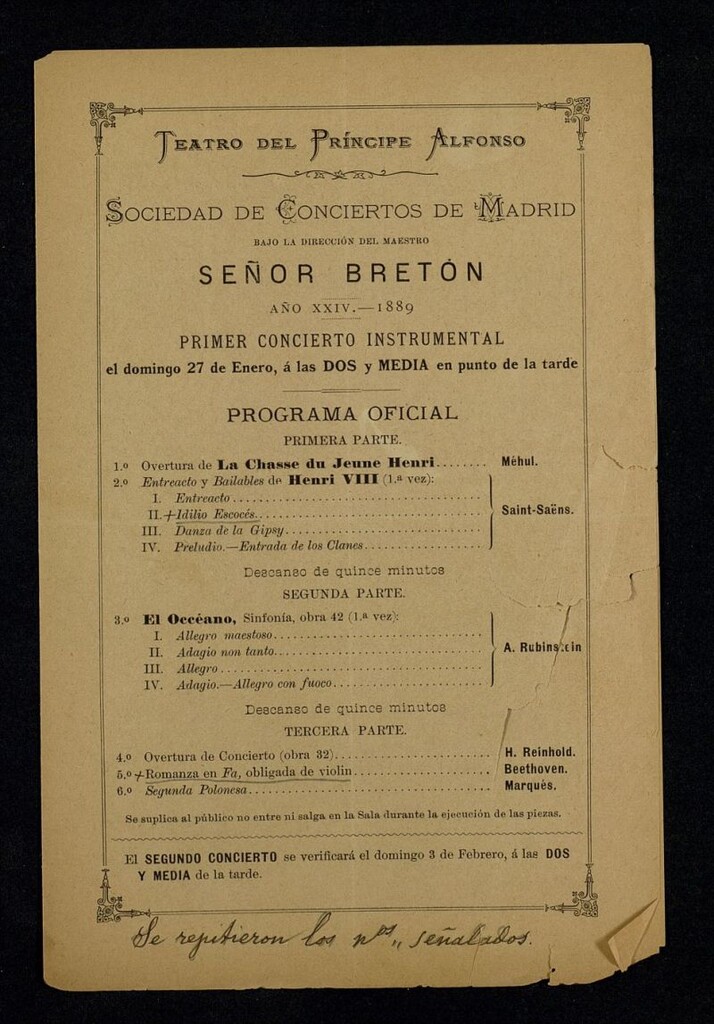 TEATRO DEL PRÍNCIPE ALFONSO
SOCIEDAD DE CONCIERTOS DE MADRID
BAJO LA DIRECCIÓN DEL MAESTRO
SEÑOR BRETÓN
AÑO XXIV.—1889
PRIMER CONCIERTO INSTRUMENTAL
el domingo 27 de Enero, á las DOS y MEDIA en punto de la tarde
PROGRAMA OFICIAL
PRIMERA PARTE.
1.º Overtura de La Chasse du Jeune Henri........ Méhul.
2.º Entreacto y Bailables de Henri VIII (1.ª vez):
I. Entreacto
II. + Idilio Escocés
III. Danza de la Gipsy
IV. Preludio.—Entrada de los Clanes
Saint-Saëns.
Descanso de quince minutos
SEGUNDA PARTE.
3.º El Occéano, Sinfonía, obra 42 (1.ª vez):
I. Allegro maestoso
II. Adagio non tanto
III. Allegro
IV. Adagio.—Allegro con fuoco
A. Rubinstein
Descanso de quince minutos
TERCERA PARTE.
4.º Overtura de Concierto (obra 32) H. Reinhold.
5.º + Romanza en Fa, obligada de violin Beethoven.
6.º Segunda Polonesa Marqués.
Se suplica al público no entre ni salga en la Sala durante la ejecución de las piezas.
El SEGUNDO CONCIERTO se verificará el domingo 3 de Febrero, á las DOS
Y MEDIA de la tarde.
Se repitieron los nºs „ señalados.